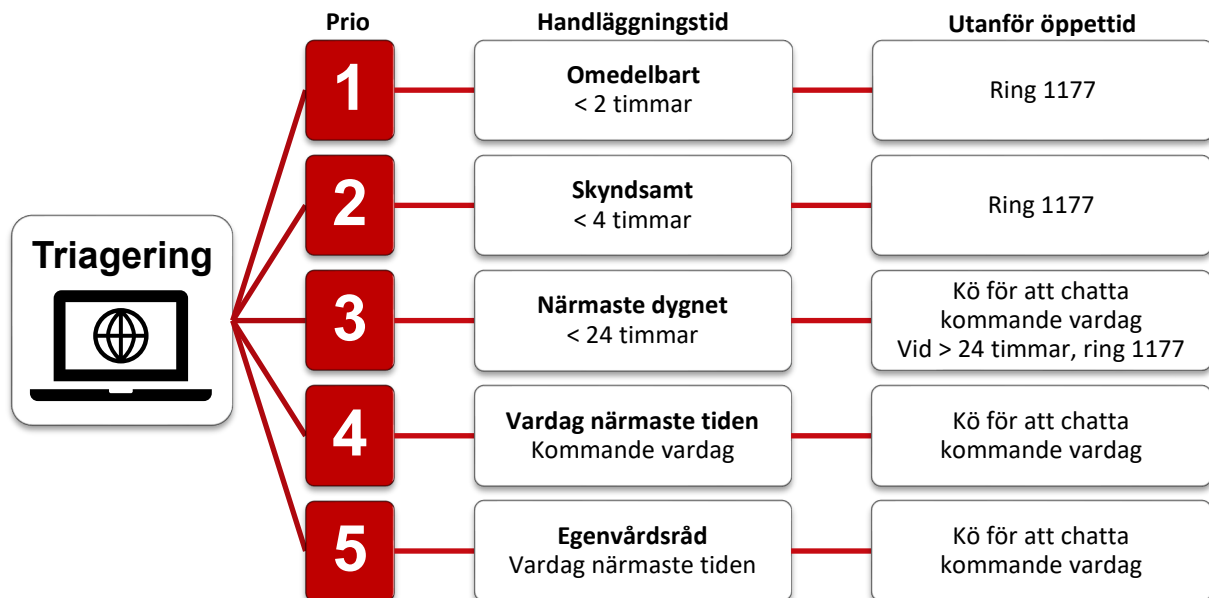 Prio
Handläggningstid
Utanför öppettid
Triagering
1
Omedelbart
< 2 timmar
Ring 1177
2
Skyndsamt
< 4 timmar
Ring 1177
3
Närmaste dygnet
< 24 timmar
Kö för att chatta
kommande vardag
Vid > 24 timmar, ring 1177
4
Vardag närmaste tiden
Kommande vardag
Kö för att chatta
kommande vardag
5
Egenvårdsråd
Vardag närmaste tiden
Kö för att chatta
kommande vardag